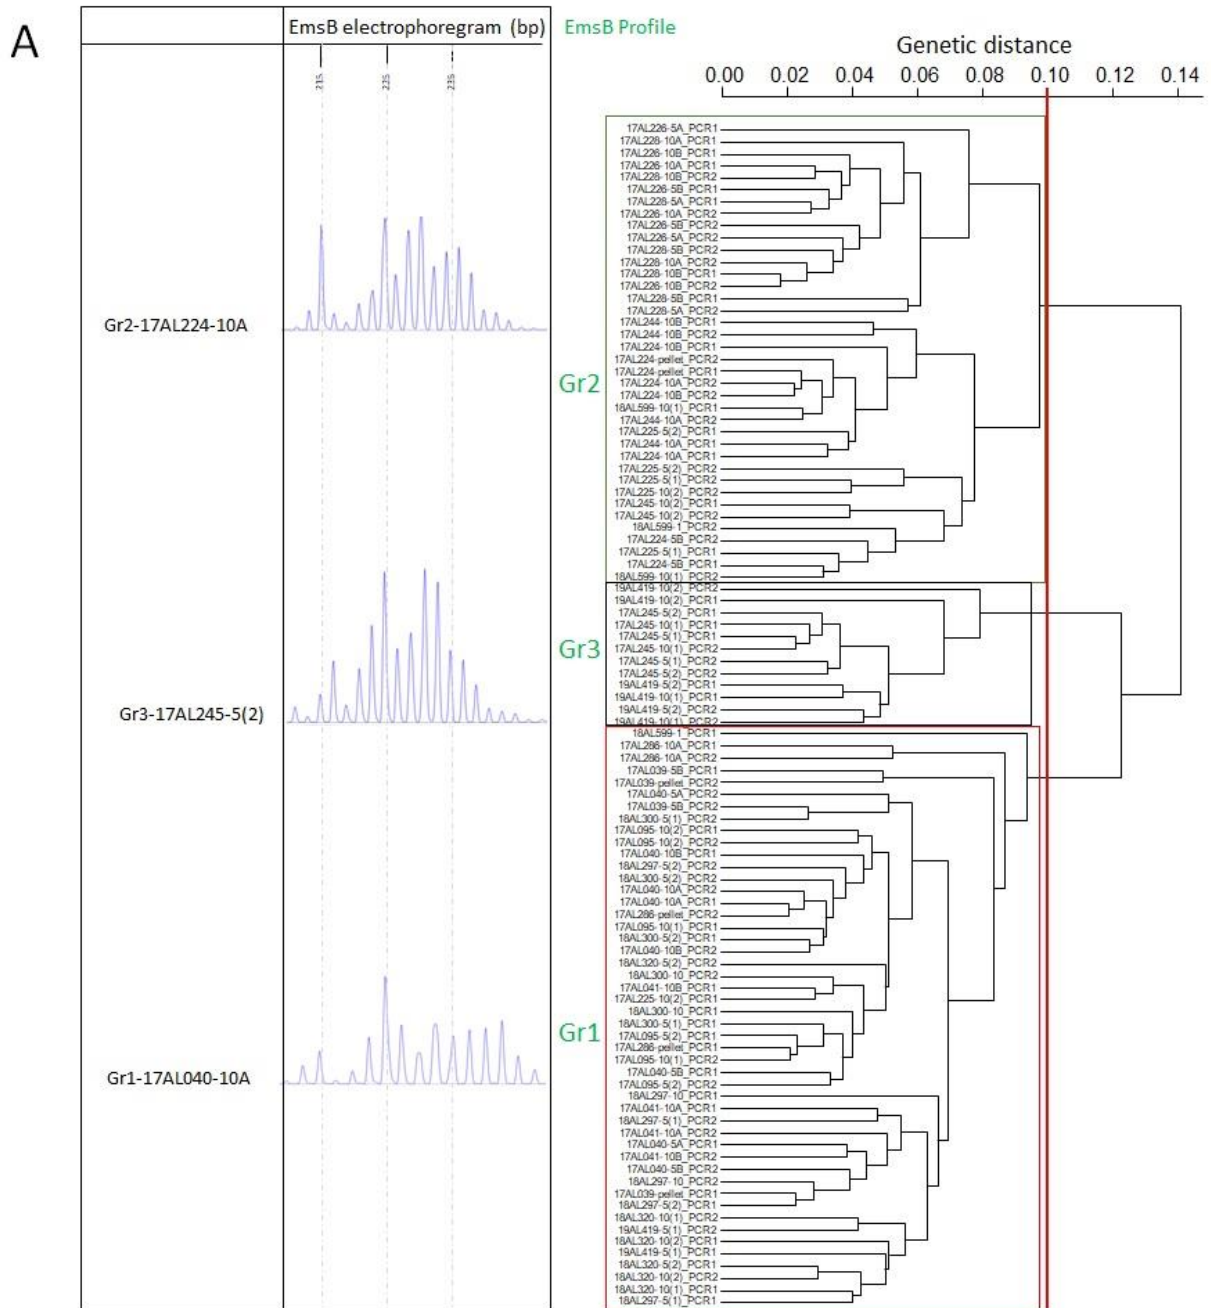 A
EmsB electrophoregram (bp)
EmsB Profile
Genetic distance
0.00 0.02 0.04 0.06 0.08 0.10 0.12 0.14
225
235
17AL226-5A_PCR1
17AL228-10A_PCR1
17AL226-10B_PCR1
17AL226-10A_PCR1
17AL228-10B_PCR2
17AL226-5B_PCR1
17AL228-5A_PCR1
17AL226-10A_PCR2
17AL226-5B_PCR2
17AL226-5A_PCR2
17AL228-5B_PCR2
17AL228-10A_PCR2
17AL228-10B_PCR1
17AL226-10B_PCR2
17AL228-5B_PCR1
17AL228-5A_PCR2
Gr2-17AL224-10A
17AL244-10B_PCR1
17AL244-10B_PCR2
17AL224-10B_PCR1
17AL224-pellet_PCR2
17AL224-pellet_PCR1
Gr2
17AL224-10A_PCR2
17AL224-10B_PCR2
18AL599-10(1)_PCR1
17AL244-10A_PCR2
17AL225-5(2)_PCR1
17AL244-10A_PCR1
17AL224-10A_PCR1
17AL225-5(2)_PCR2
17AL225-5(1)_PCR2
17AL225-10(2)_PCR2
17AL245-10(2)_PCR1
17AL245-10(2)_PCR2
18AL599-1_PCR2
17AL224-5B_PCR2
17AL225-5(1)_PCR1
17AL224-5B_PCR1
18AL599-10(1)_PCR2
19AL419-10(2)_PCR2
19AL419-10(2)_PCR1
17AL245-5(2)_PCR1
17AL245-10(1)_PCR1
17AL245-5(1)_PCR1
Gr3
17AL245-10(1)_PCR2
17AL245-5(1)_PCR2
17AL245-5(2)_PCR2
19AL419-5(2)_PCR1
19AL419-10(1)_PCR1
19AL419-5(2)_PCR2
Gr3-17AL245-5(2)
19AL419-10(1)_PCR2
18AL599-1_PCR1
17AL286-10A_PCR1
17AL286-10A_PCR2
17AL039-5B_PCR1
17AL039-pellet_PCR2
17AL040-5A_PCR2
17AL039-5B_PCR2
18AL300-5(1)_PCR2
17AL095-10(2)_PCR1
17AL095-10(2)_PCR2
17AL040-10B_PCR1
18AL297-5(2)_PCR2
18AL300-5(2)_PCR2
17AL040-10A_PCR2
17AL040-10A_PCR1
17AL286-pellet_PCR2
17AL095-10(1)_PCR1
18AL300-5(2)_PCR1
17AL040-10B_PCR2
18AL320-5(2)_PCR2
18AL300-10_PCR2
17AL041-10B_PCR1
17AL225-10(2)_PCR1
18AL300-10_PCR1
18AL300-5(1)_PCR1
Gr1
17AL095-5(2)_PCR1
17AL286-pellet_PCR1
17AL095-10(1)_PCR2
17AL040-5B_PCR1
Gr1-17AL040-10A
17AL095-5(2)_PCR2
18AL297-10_PCR1
17AL041-10A_PCR1
18AL297-5(1)_PCR2
17AL041-10A_PCR2
17AL040-5A_PCR1
17AL041-10B_PCR2
17AL040-5B_PCR2
18AL297-10_PCR2
17AL039-pellet_PCR1
18AL297-5(2)_PCR1
18AL320-10(1)_PCR2
19AL419-5(1)_PCR2
18AL320-10(2)_PCR1
19AL419-5(1)_PCR1
18AL320-5(2)_PCR1
18AL320-10(2)_PCR2
18AL320-10(1)_PCR1
18AL297-5(1)_PCR1